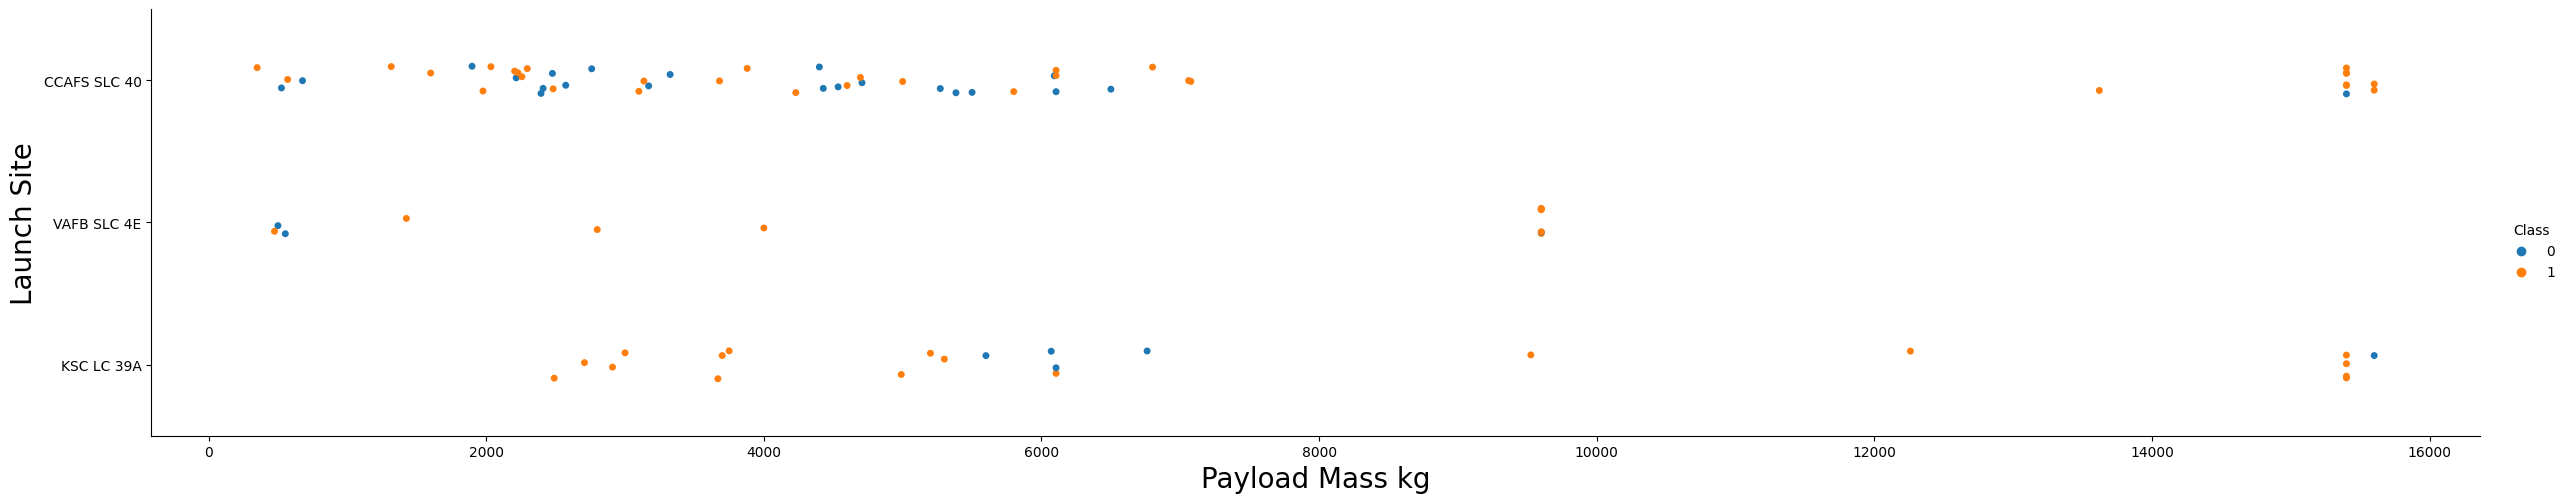 Launch Site
CCAFS SLC 40
VAFB SLC 4E
KSC LC 39A
0 2000 4000 6000 8000 10000 12000 14000 16000
Payload Mass kg
Class
0
1